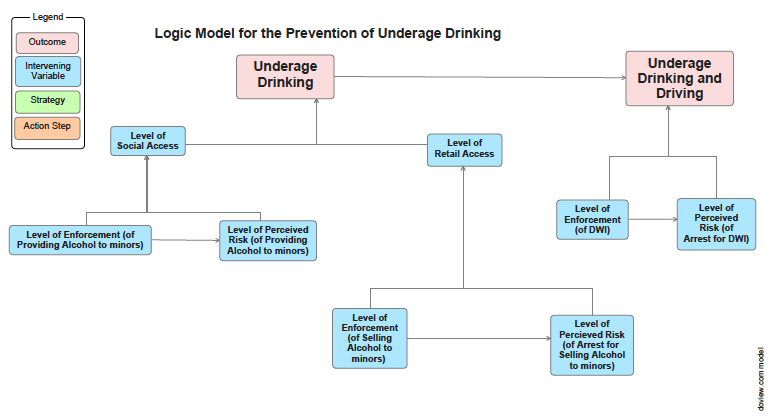 Legend
Outcome
Intervening
Variable
Strategy
Action Step
Logic Model for the Prevention of Underage Drinking
Underage
Drinking
Underage
Drinking and
Driving
Level of
Social Access
Level of
Retail Access
Level of Enforcement (of
Providing Alcohol to minors)
Level of Perceived
Risk (of Providing
Alcohol to minors)
Level of
Enforcement
(of DWI)
Level of
Perceived
Risk (of
Arrest for DWI)
Level of
Enforcement
(of Selling
Alcohol to
minors)
Level of
Percieved Risk
(of Arrest for
Selling Alcohol
to minors)
doview.com model